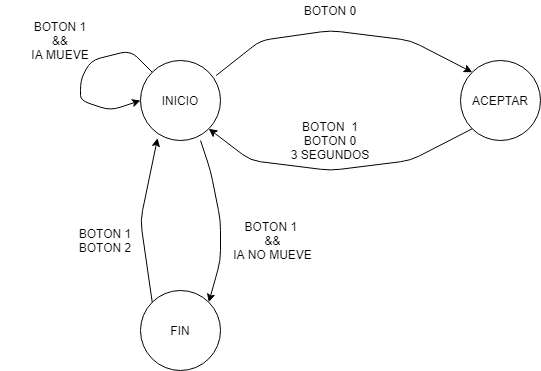 BOTON 0
BOTON 1
&&
IA MUEVE
INICIO
ACEPTAR
BOTON 1
BOTON 0
3 SEGUNDOS
BOTON 1
BOTON 2
BOTON 1
&&
IA NO MUEVE
FIN